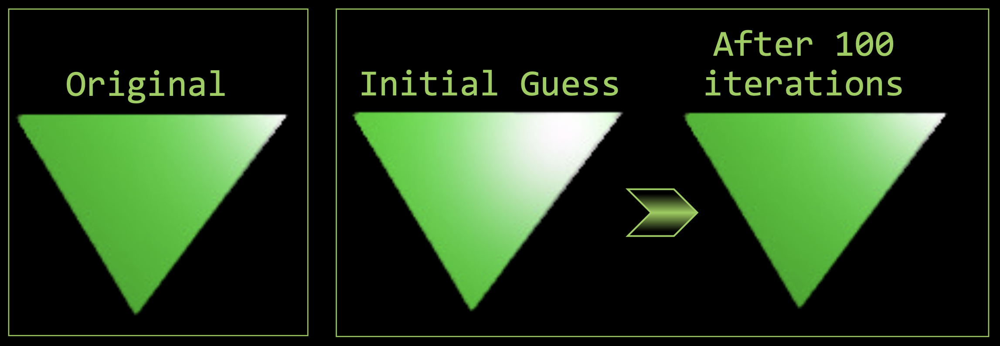 Original
Initial Guess
After 100
iterations